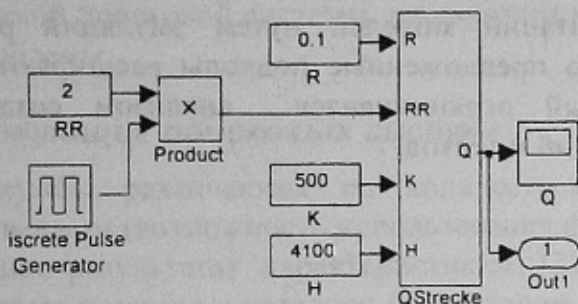 0.1
R
R
2
RR
×
Product
RR
iscrete Pulse
Generator
500
K
K
4100
H
H
Q
Q
1
Out1
QStrecke